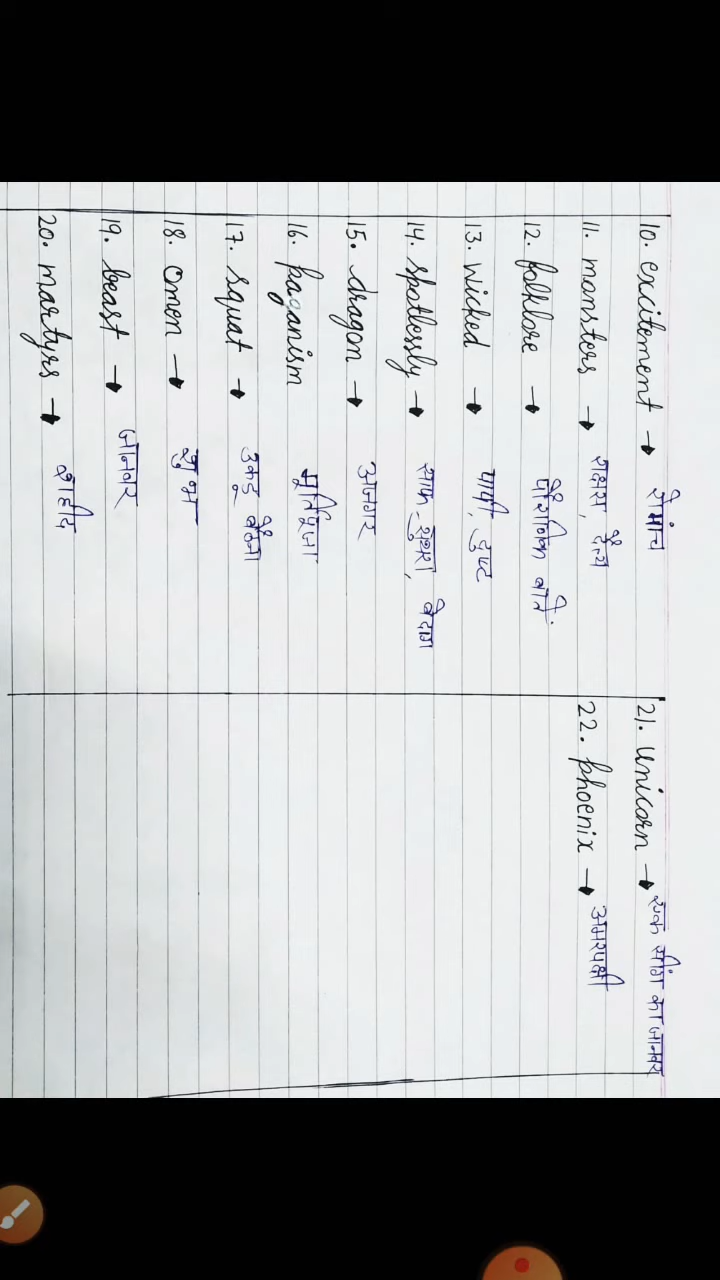 10. excitement → रोमांच
11. monsters → राक्षस, दैत्य
12. folklore → पौराणिक बातें
13. wicked → पापी, दुष्ट
14. spotlessly → साफ-सुथरा, बेदाग
15. dragon → अजगर
16. paganism मूर्तिपूजा
17. squat → उकडू बैठना
18. omen → शुभ
19. beast → जानवर
20. martyrs → शहीद
21. unicorn → एक सींग का जानवर
22. phoenix → अमरपक्षी